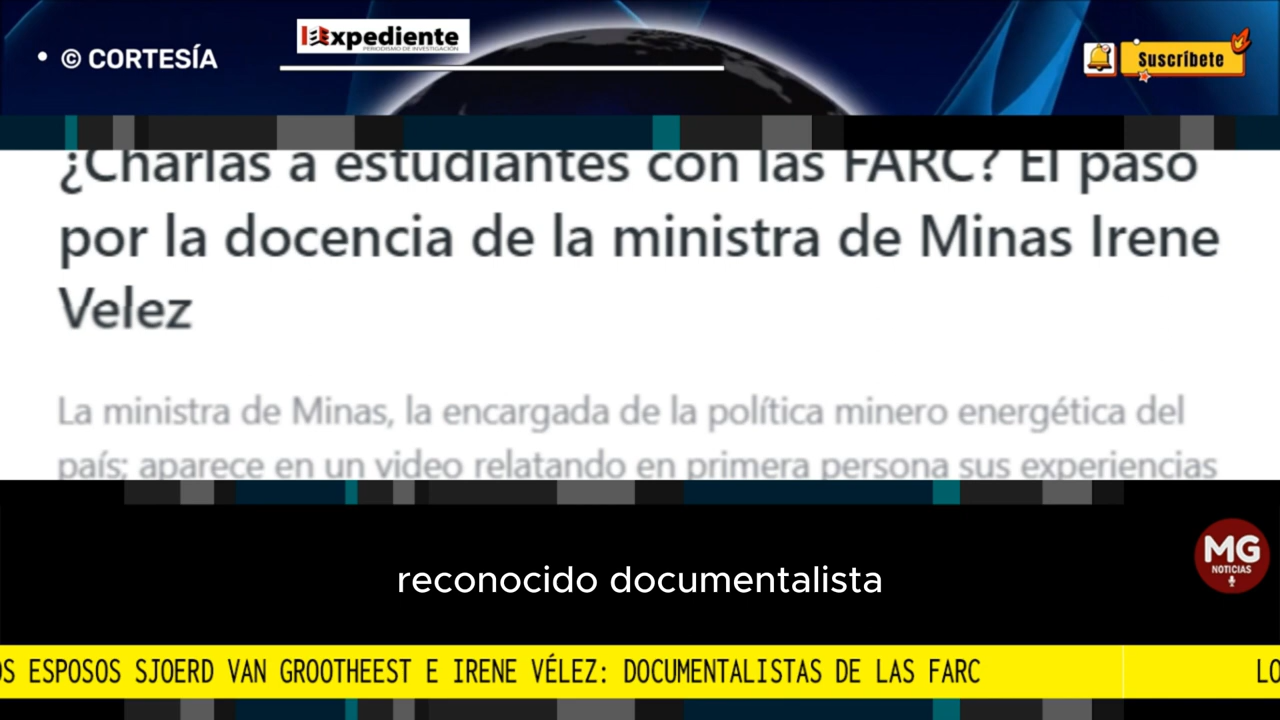 • © CORTESÍA
Expediente
PERIODISMO DE INVESTIGACIÓN
Suscríbete
¿Charlas a estudiantes con las FARC? El paso
por la docencia de la ministra de Minas Irene
Velez
La ministra de Minas, la encargada de la política minero energética del
país; aparece en un video relatando en primera persona sus experiencias
reconocido documentalista
MG
NOTICIAS
OS ESPOSOS SJOERD VAN GROOTHEEST E IRENE VÉLEZ: DOCUMENTALISTAS DE LAS FARC
LO